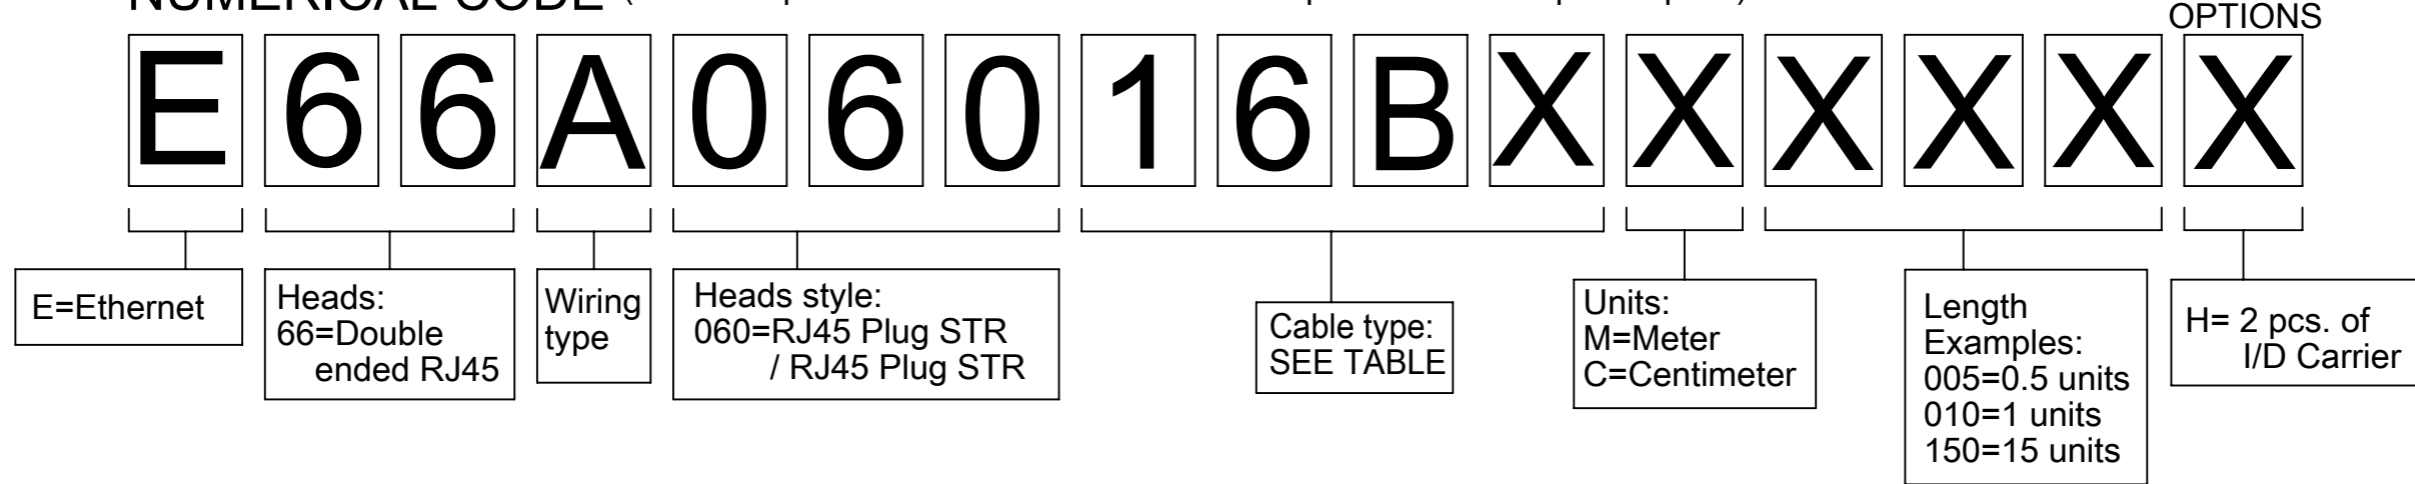 NUMERICAL CODE
OPTIONS
E 6 6 A 0 6 0 1 6 B X X X X X X
E=Ethernet
Heads:
66=Double
ended RJ45
Wiring
type
Heads style:
060=RJ45 Plug STR
/ RJ45 Plug STR
Cable type:
SEE TABLE
Units:
M=Meter
C=Centimeter
Length
Examples:
005=0.5 units
010=1 units
150=15 units
H= 2 pcs. of
I/D Carrier